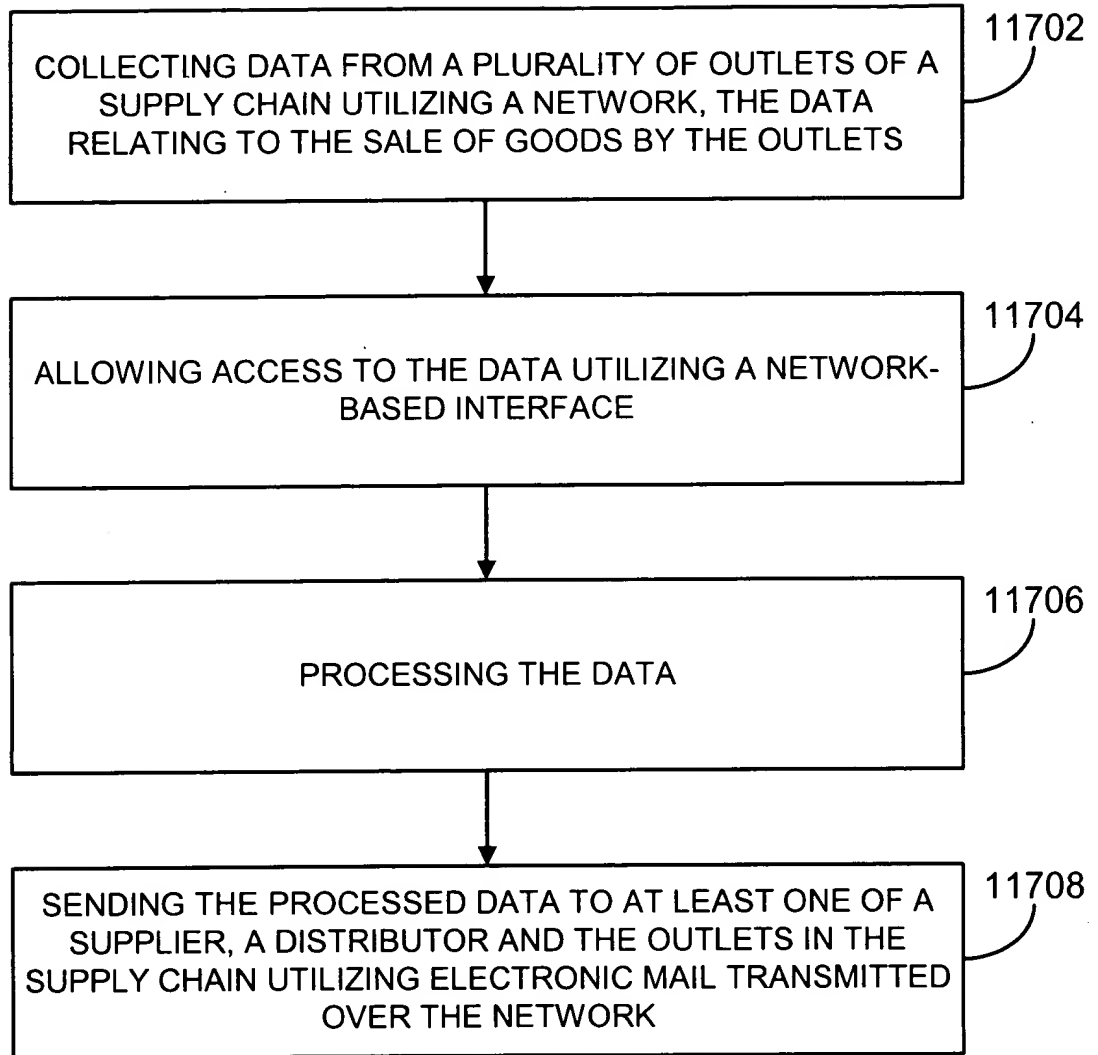 11702
COLLECTING DATA FROM A PLURALITY OF OUTLETS OF A
SUPPLY CHAIN UTILIZING A NETWORK, THE DATA
RELATING TO THE SALE OF GOODS BY THE OUTLETS
11704
ALLOWING ACCESS TO THE DATA UTILIZING A NETWORK-
BASED INTERFACE
11706
PROCESSING THE DATA
11708
SENDING THE PROCESSED DATA TO AT LEAST ONE OF A
SUPPLIER, A DISTRIBUTOR AND THE OUTLETS IN THE
SUPPLY CHAIN UTILIZING ELECTRONIC MAIL TRANSMITTED
OVER THE NETWORK